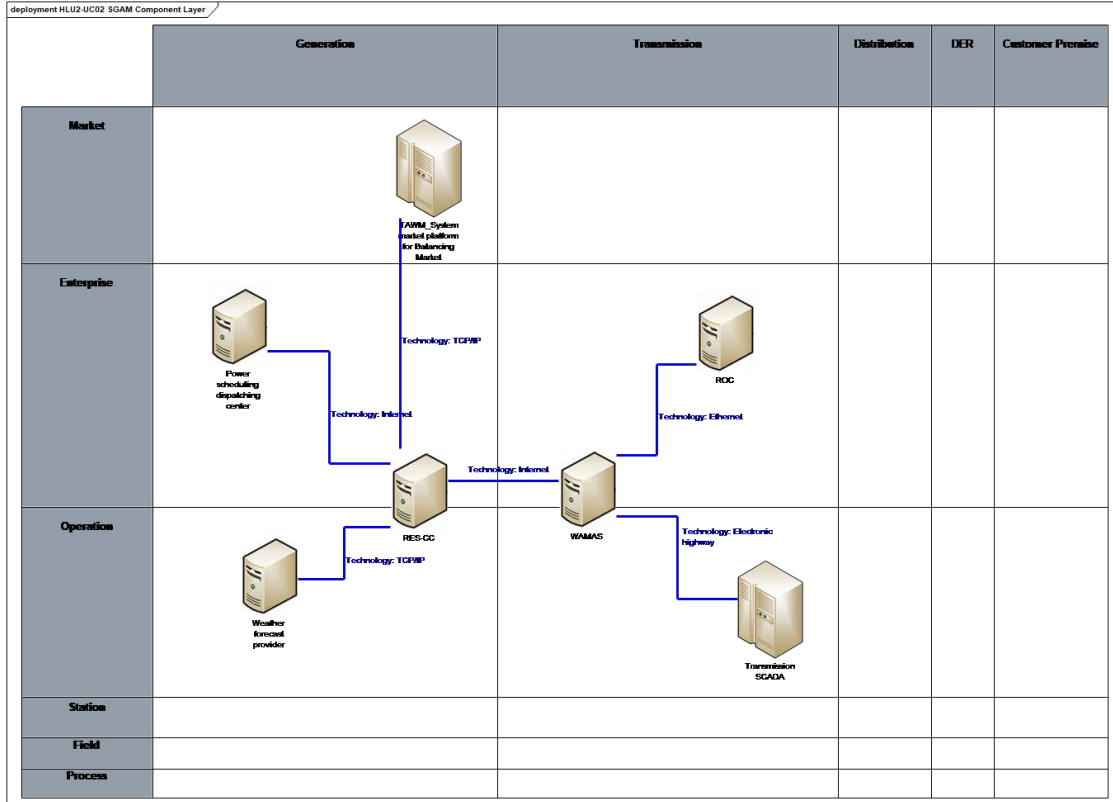 deployment HLU2-UC02 SGAM Component Layer
Generation
Transmission
Distribution
DER
Customer Premise
Market
TAWM_System
market platform
for Balancing
Market
Enterprise
Power
scheduling
dispatching
center
Technology: TCP/IP
ROC
Technology: Internet
Technology: Ethernet
Technology: Internet
Operation
RES-CC
WAMAS
Technology: Electronic
highway
Technology: TCP/IP
Weather
forecast
provider
Transmission
SCADA
Station
Field
Process